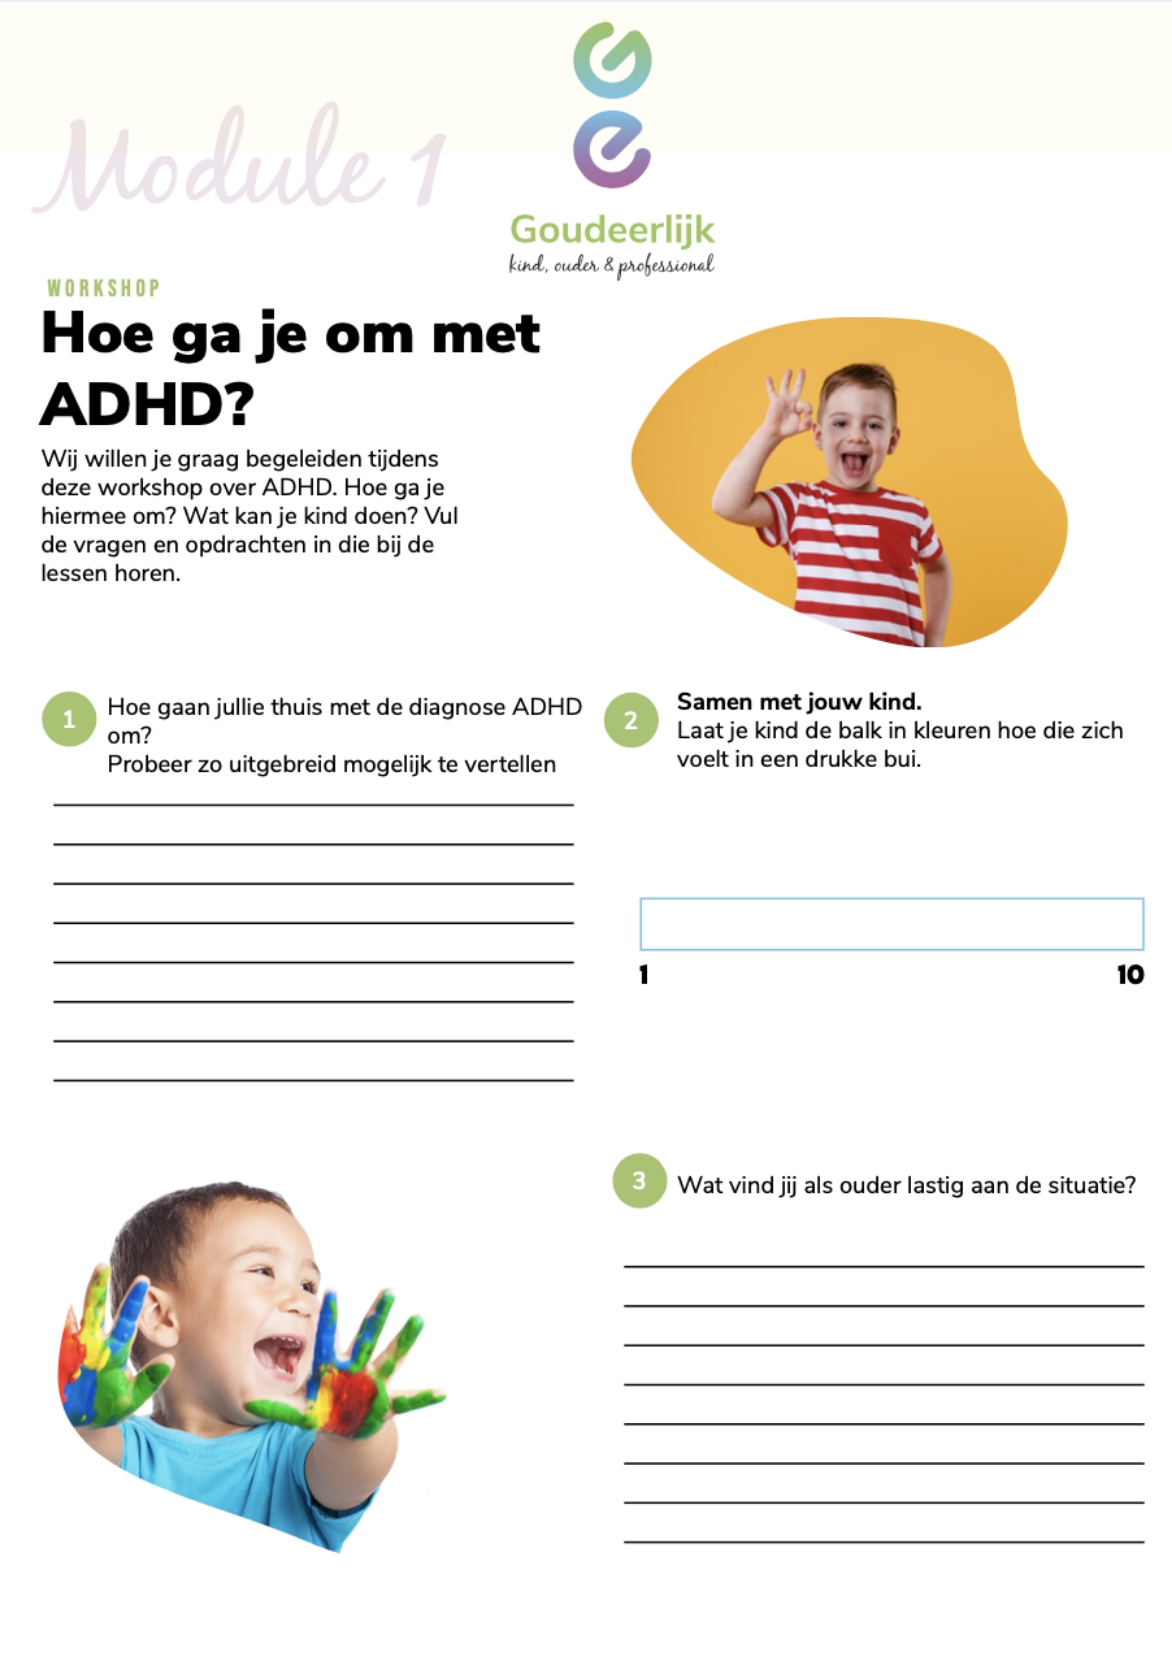 Module 1
Goudeerlijk
kind, ouder & professional
WORKSHOP
Hoe ga je om met
ADHD?
Wij willen je graag begeleiden tijdens
deze workshop over ADHD. Hoe ga je
hiermee om? Wat kan je kind doen? Vul
de vragen en opdrachten in die bij de
lessen horen.
1
Hoe gaan jullie thuis met de diagnose ADHD
om?
Probeer zo uitgebreid mogelijk te vertellen
2
Samen met jouw kind.
Laat je kind de balk in kleuren hoe die zich
voelt in een drukke bui.
1
10
3
Wat vind jij als ouder lastig aan de situatie?